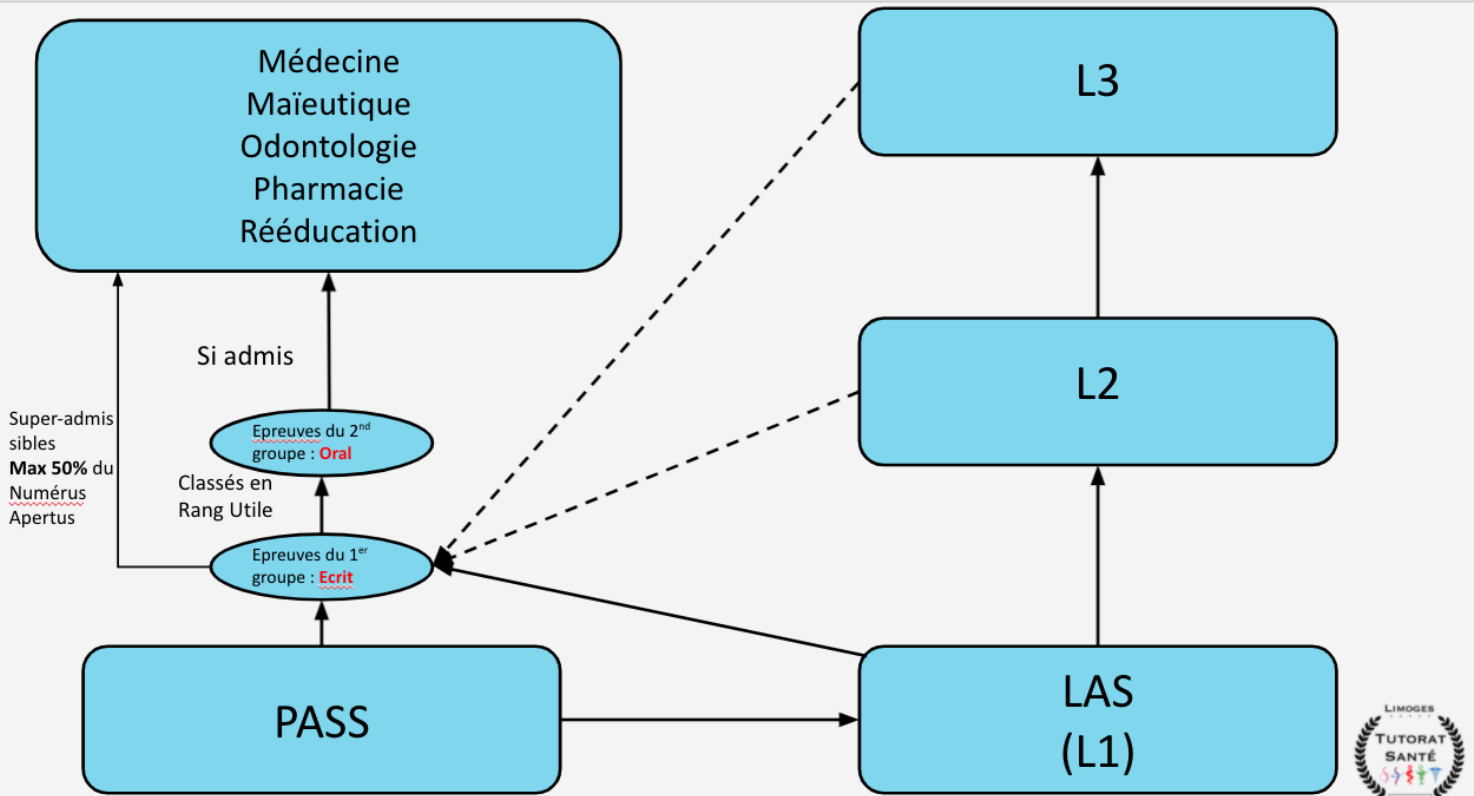 Médecine
Maïeutique
Odontologie
Pharmacie
Rééducation
L3
Si admis
L2
Super-admis
sibles
Max 50% du
Numérus
Apertus
Epreuves du 2nd
groupe : Oral
Classés en
Rang Utile
Epreuves du 1er
groupe : Ecrit
PASS
LAS
(L1)
LIMOGES
TUTORAT
SANTÉ